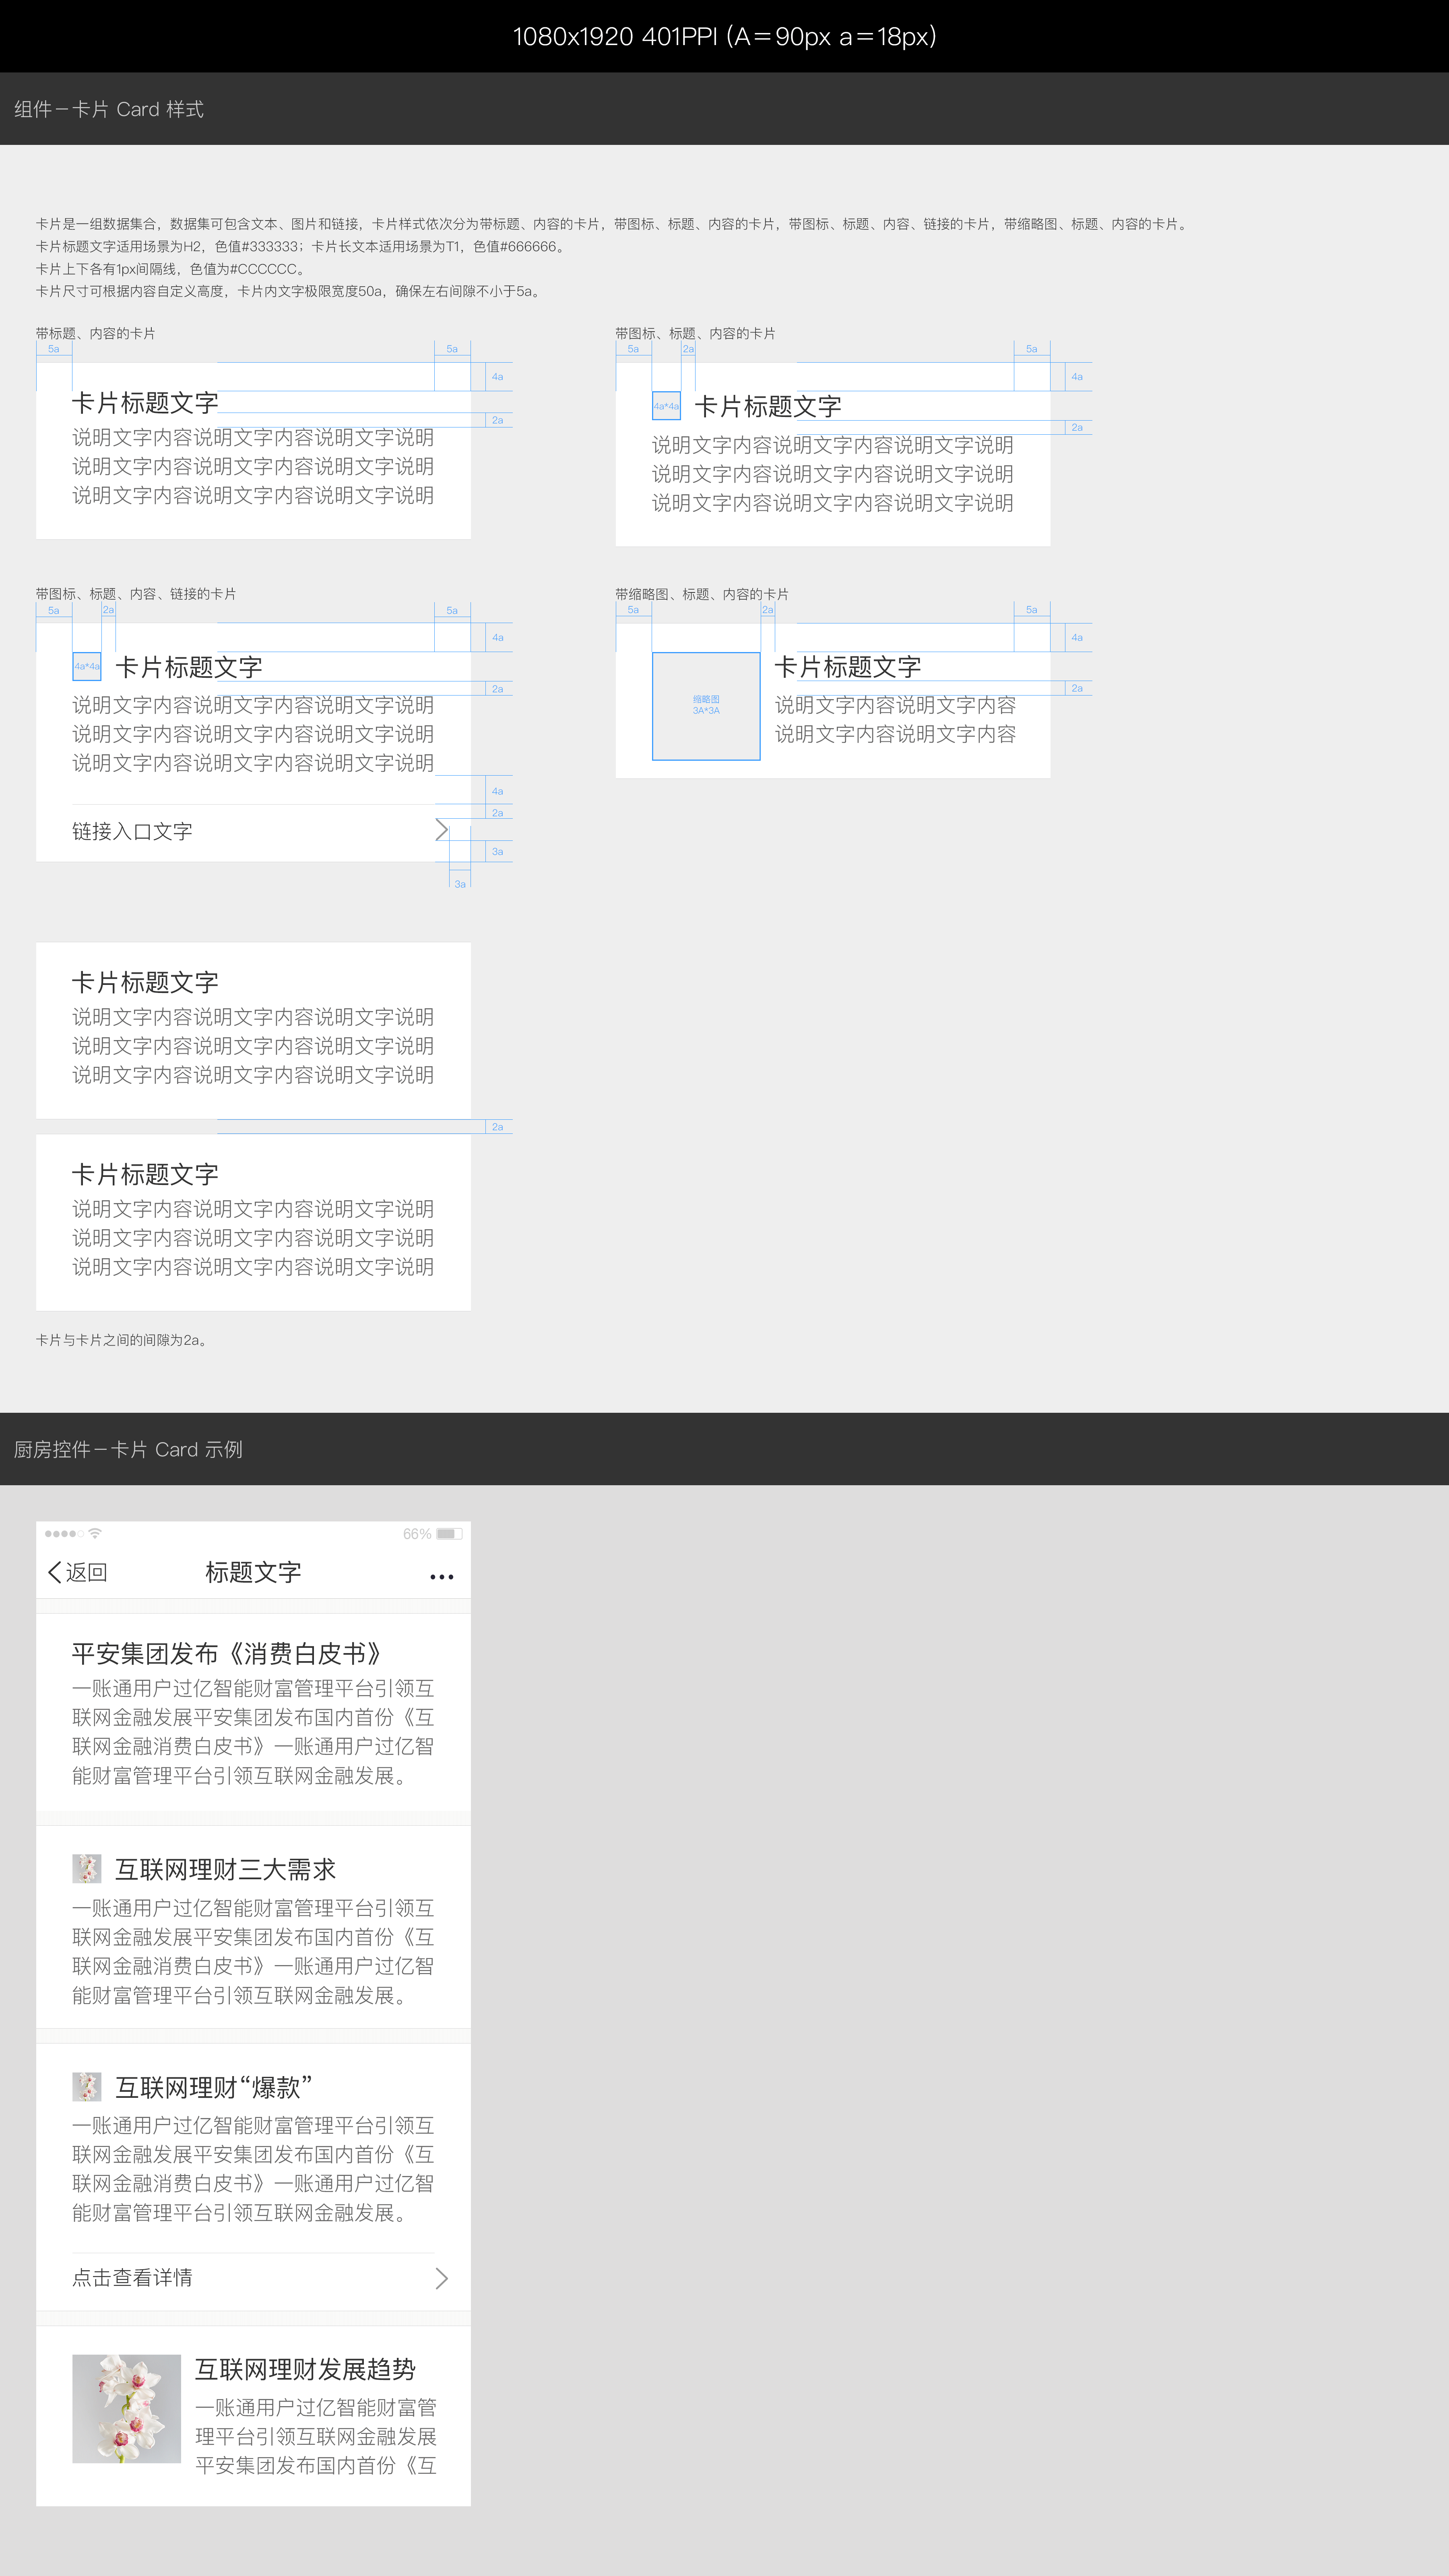 1080x1920 401PPI (A=90px a=18px)
组件-卡片 Card 样式
卡片是一组数据集合，数据集可包含文本、图片和链接，卡片样式依次分为带标题、内容的卡片，带图标、标题、内容的卡片，带图标、标题、内容、链接的卡片，带缩略图、标题、内容的卡片。
卡片标题文字适用场景为H2，色值#333333；卡片长文本适用场景为T1，色值#666666。
卡片上下各有1px间隔线，色值为#CCCCCC。
卡片尺寸可根据内容自定义高度，卡片内文字极限宽度50a，确保左右间隙不小于5a。
带标题、内容的卡片
5a
5a
4a
卡片标题文字
2a
说明文字内容说明文字内容说明文字说明
说明文字内容说明文字内容说明文字说明
说明文字内容说明文字内容说明文字说明
带图标、标题、内容的卡片
5a
2a
5a
4a
4a*4a
卡片标题文字
2a
说明文字内容说明文字内容说明文字说明
说明文字内容说明文字内容说明文字说明
说明文字内容说明文字内容说明文字说明
带图标、标题、内容、链接的卡片
5a
2a
5a
4a
4a*4a
卡片标题文字
2a
说明文字内容说明文字内容说明文字说明
说明文字内容说明文字内容说明文字说明
说明文字内容说明文字内容说明文字说明
4a
2a
链接入口文字
3a
3a
带缩略图、标题、内容的卡片
5a
2a
5a
4a
卡片标题文字
2a
缩略图
3A*3A
说明文字内容说明文字内容
说明文字内容说明文字内容
卡片标题文字
说明文字内容说明文字内容说明文字说明
说明文字内容说明文字内容说明文字说明
说明文字内容说明文字内容说明文字说明
2a
卡片标题文字
说明文字内容说明文字内容说明文字说明
说明文字内容说明文字内容说明文字说明
说明文字内容说明文字内容说明文字说明
卡片与卡片之间的间隙为2a。
厨房控件-卡片 Card 示例
66%
返回
标题文字
平安集团发布《消费白皮书》
一账通用户过亿智能财富管理平台引领互
联网金融发展平安集团发布国内首份《互
联网金融消费白皮书》一账通用户过亿智
能财富管理平台引领互联网金融发展。
互联网理财三大需求
一账通用户过亿智能财富管理平台引领互
联网金融发展平安集团发布国内首份《互
联网金融消费白皮书》一账通用户过亿智
能财富管理平台引领互联网金融发展。
互联网理财“爆款”
一账通用户过亿智能财富管理平台引领互
联网金融发展平安集团发布国内首份《互
联网金融消费白皮书》一账通用户过亿智
能财富管理平台引领互联网金融发展。
点击查看详情
互联网理财发展趋势
一账通用户过亿智能财富管
理平台引领互联网金融发展
平安集团发布国内首份《互